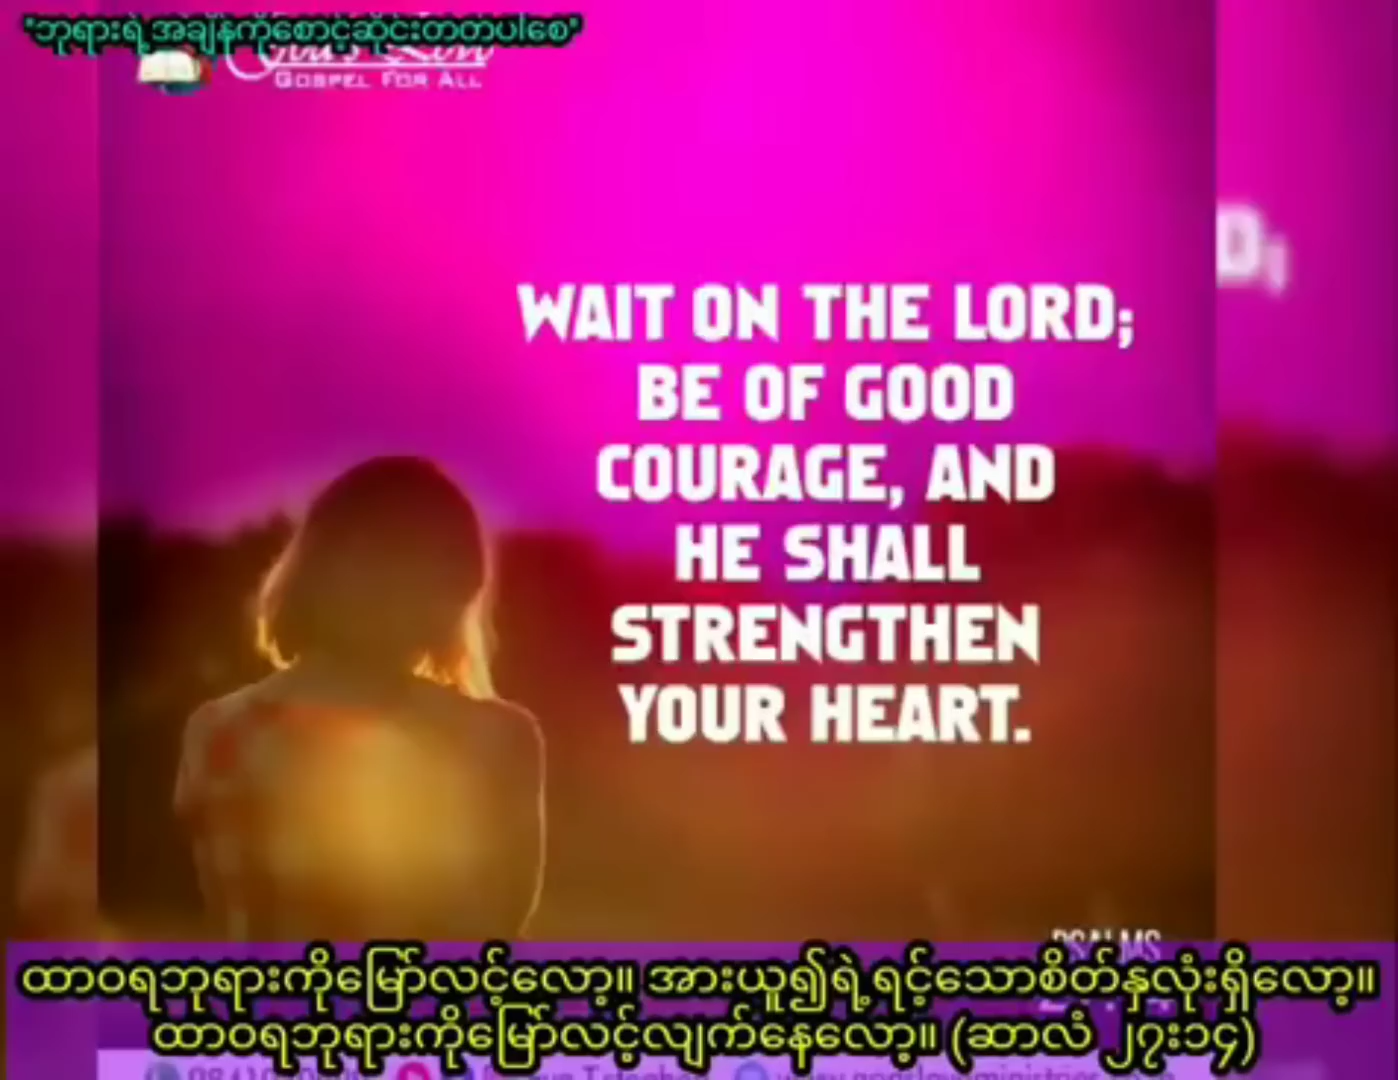 "ဘုရားရဲ့အချိန်ကိုစောင့်ဆိုင်းတတ်ပါစေ"
GOSPEL FOR ALL
WAIT ON THE LORD;
BE OF GOOD
COURAGE, AND
HE SHALL
STRENGTHEN
YOUR HEART.
PSALMS
ထာဝရဘုရားကိုမြော်လင့်လော့။ အားယူ၍ရဲရင့်သောစိတ်နှလုံးရှိလော့။
ထာဝရဘုရားကိုမြော်လင့်လျက်နေလော့။ (ဆာလံ ၂၇း၁၄)